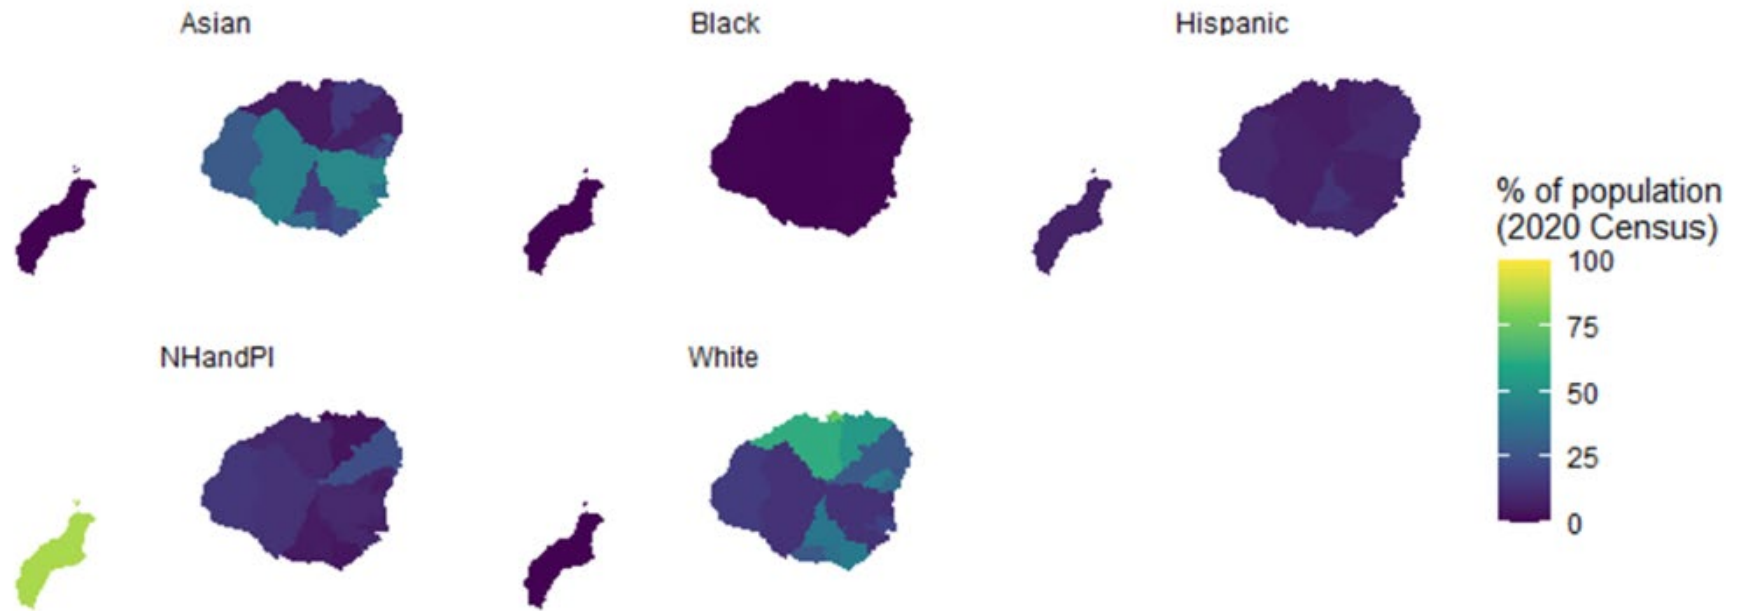 Asian
Black
Hispanic
NHandPI
White
% of population
(2020 Census)
100
75
50
25
0